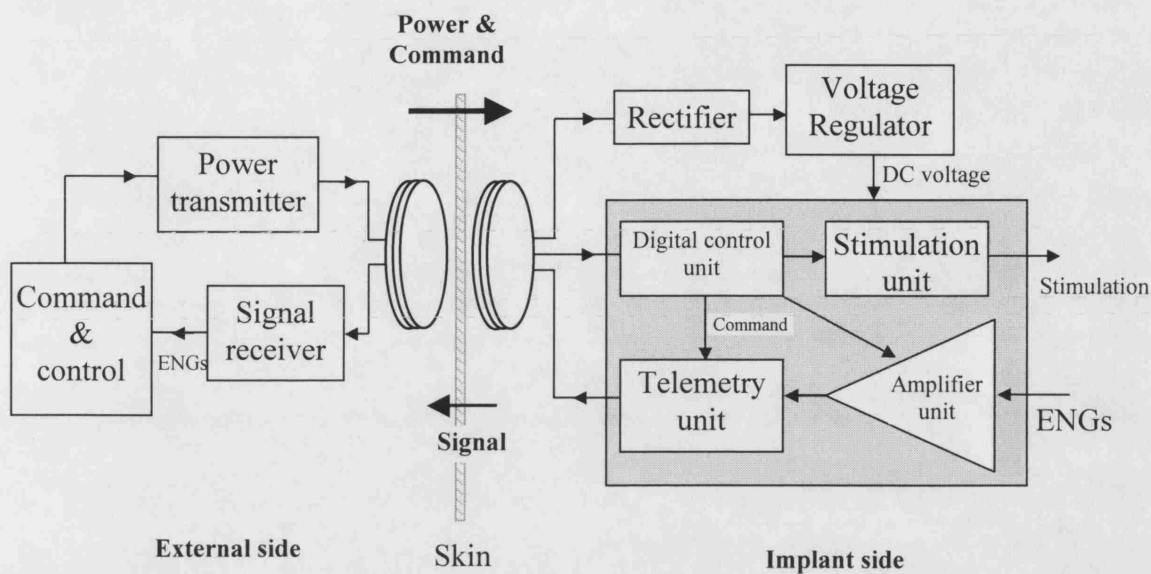 Power &
Command
Power
transmitter
Command
&
control
ENGs
Signal
receiver
Signal
Rectifier
Voltage
Regulator
DC voltage
Digital control
unit
Stimulation
unit
Stimulation
Command
Telemetry
unit
Amplifier
unit
ENGs
External side
Skin
Implant side